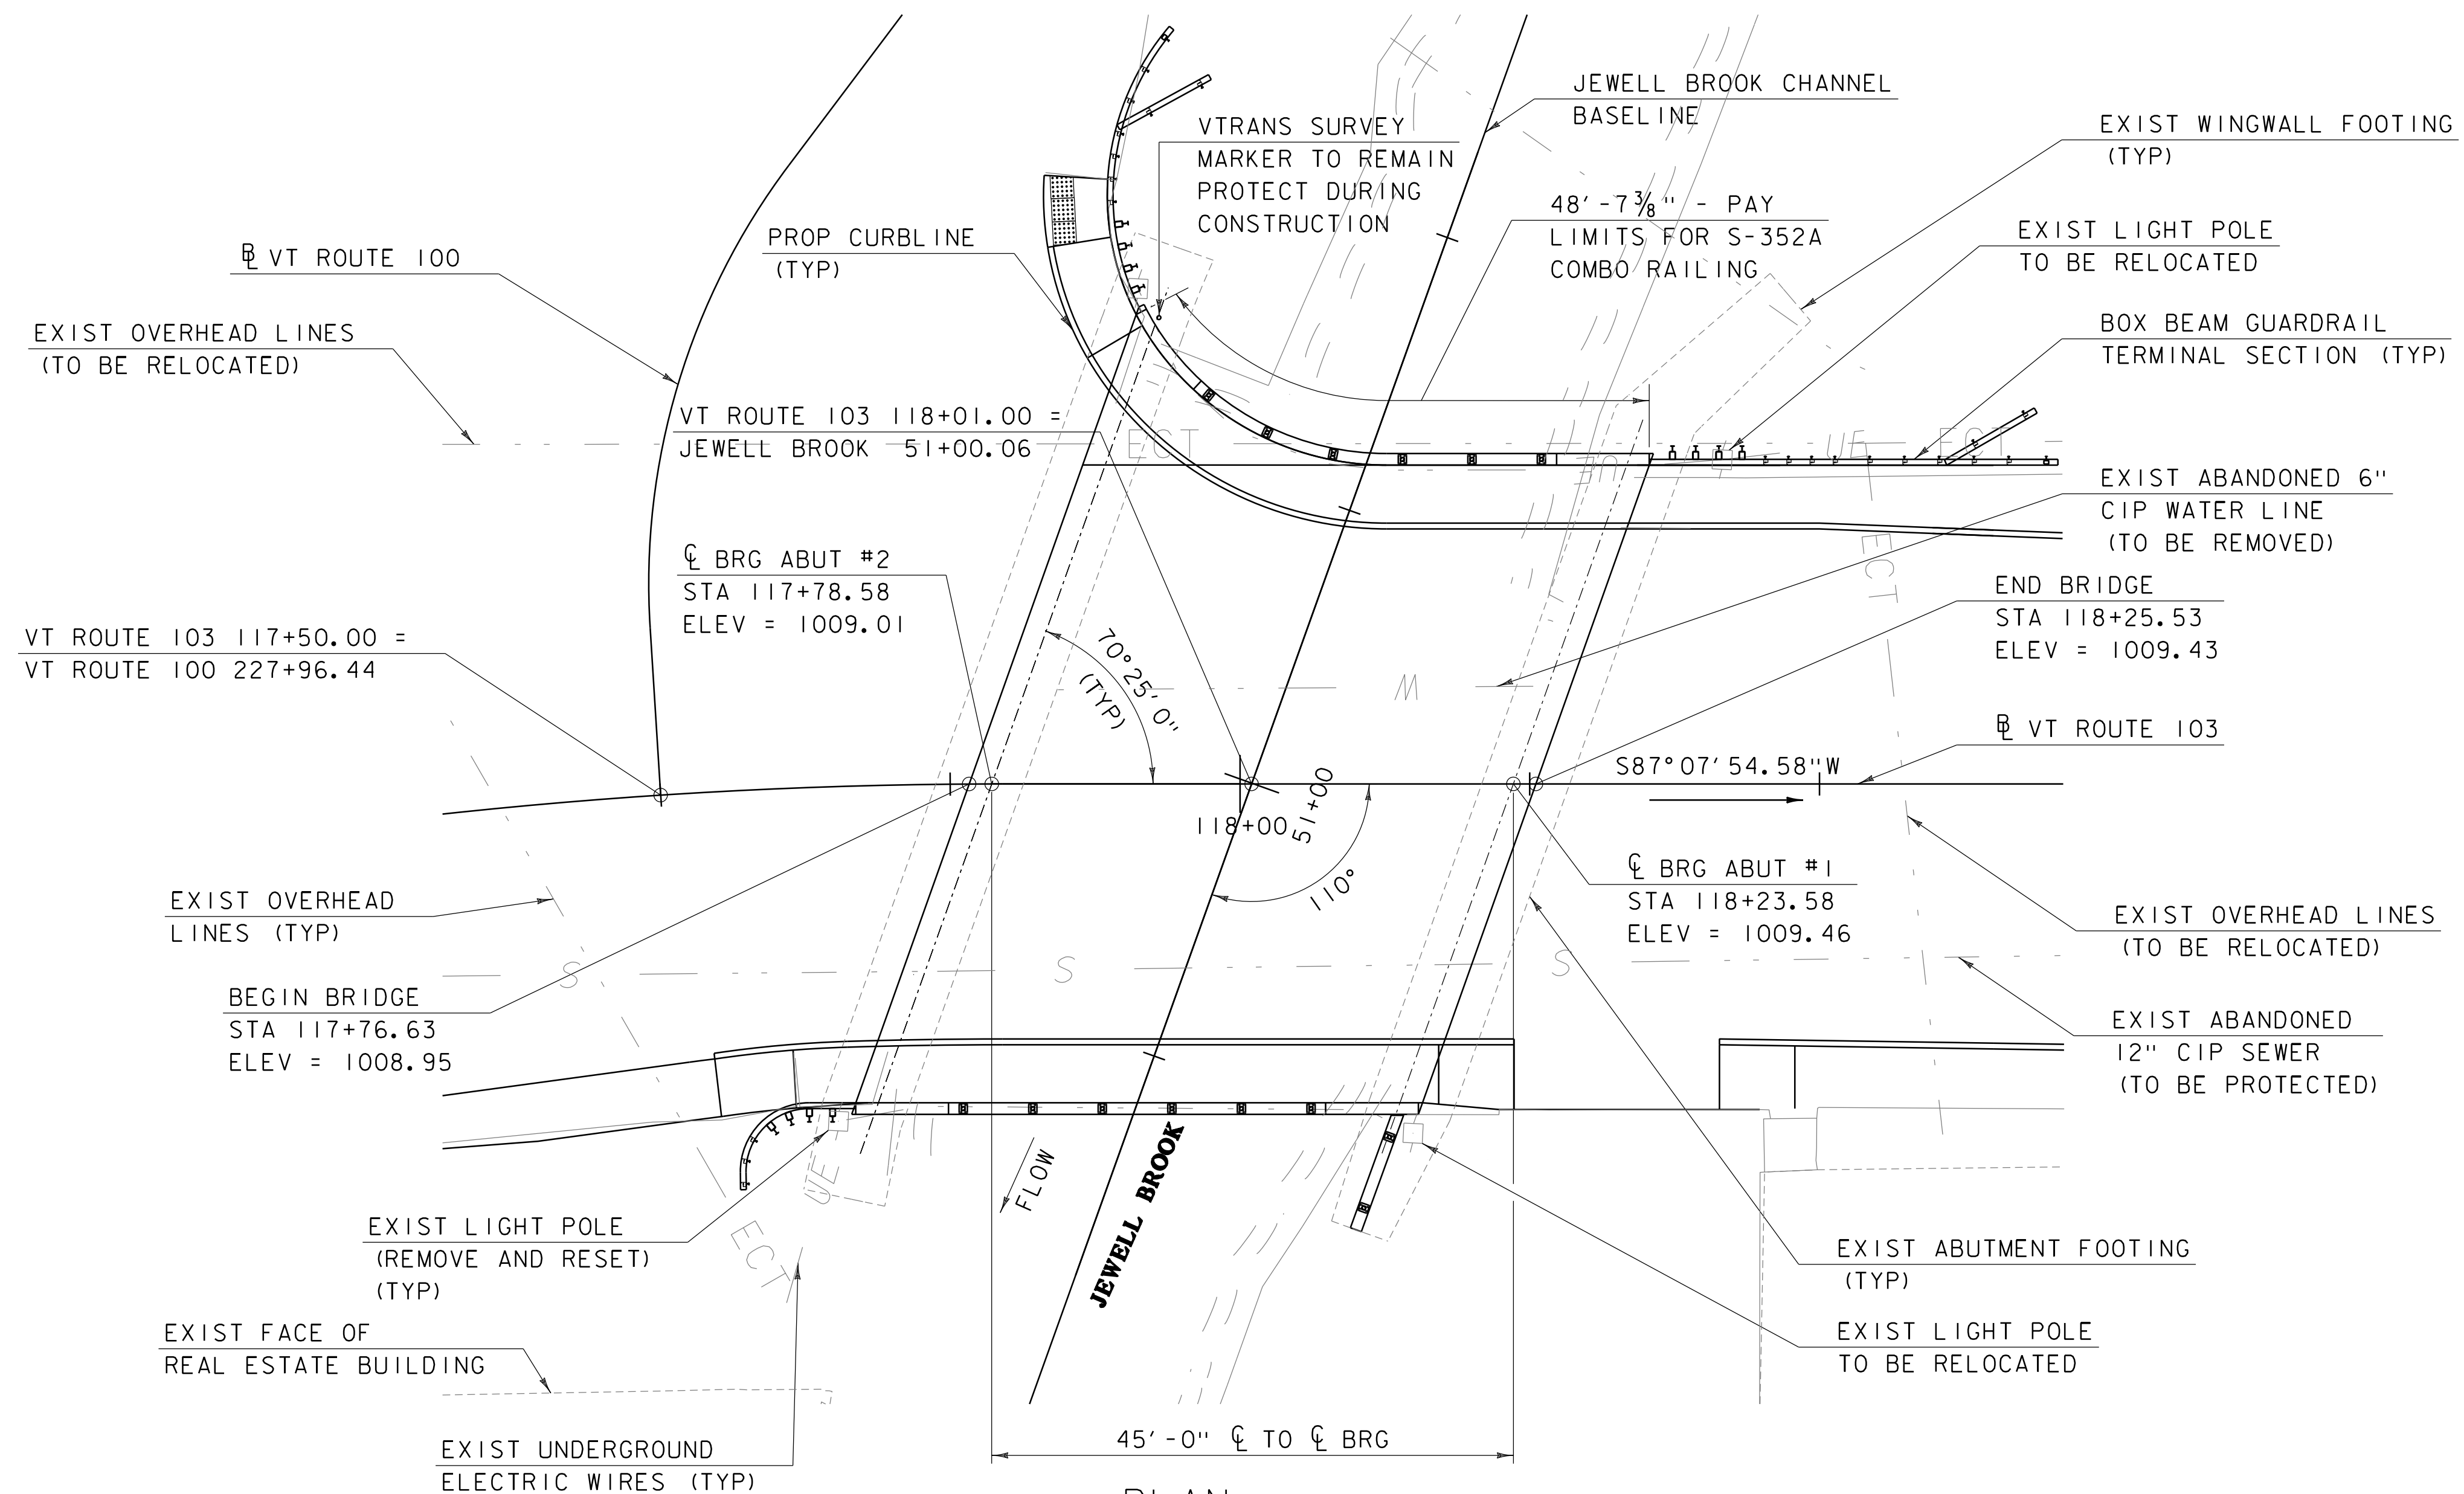 JEWELL BROOK CHANNEL
BASELINE
VTRANS SURVEY
MARKER TO REMAIN
PROTECT DURING
CONSTRUCTION
EXIST WINGWALL FOOTING
(TYP)
48'-7⅜" - PAY
LIMITS FOR S-352A
COMBO RAILING
PROP CURBLINE
(TYP)
EXIST LIGHT POLE
TO BE RELOCATED
℄ VT ROUTE 100
EXIST OVERHEAD LINES
(TO BE RELOCATED)
BOX BEAM GUARDRAIL
TERMINAL SECTION (TYP)
VT ROUTE 103 118+01.00 =
JEWELL BROOK 51+00.06
ECT
UE
UE
ECT
EXIST ABANDONED 6"
CIP WATER LINE
(TO BE REMOVED)
ECT
℄ BRG ABUT #2
STA 117+78.58
ELEV = 1009.01
END BRIDGE
STA 118+25.53
ELEV = 1009.43
VT ROUTE 103 117+50.00 =
VT ROUTE 100 227+96.44
70°25'0"
(TYP)
W
℄ VT ROUTE 103
S87°07'54.58"W
118+00
51+00
110°
℄ BRG ABUT #1
STA 118+23.58
ELEV = 1009.46
EXIST OVERHEAD
LINES (TYP)
EXIST OVERHEAD LINES
(TO BE RELOCATED)
S
S
S
BEGIN BRIDGE
STA 117+76.63
ELEV = 1008.95
EXIST ABANDONED
12" CIP SEWER
(TO BE PROTECTED)
FLOW
JEWELL BROOK
UE
ECT
EXIST LIGHT POLE
(REMOVE AND RESET)
(TYP)
EXIST ABUTMENT FOOTING
(TYP)
EXIST FACE OF
REAL ESTATE BUILDING
EXIST LIGHT POLE
TO BE RELOCATED
45'-0" ℄ TO ℄ BRG
EXIST UNDERGROUND
ELECTRIC WIRES (TYP)
PLAN